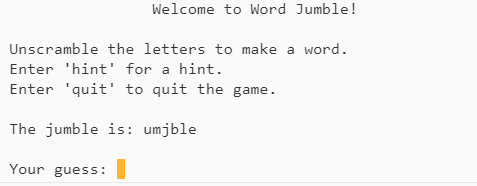 Welcome to Word Jumble!
Unscramble the letters to make a word.
Enter 'hint' for a hint.
Enter 'quit' to quit the game.
The jumble is: umjble
Your guess: